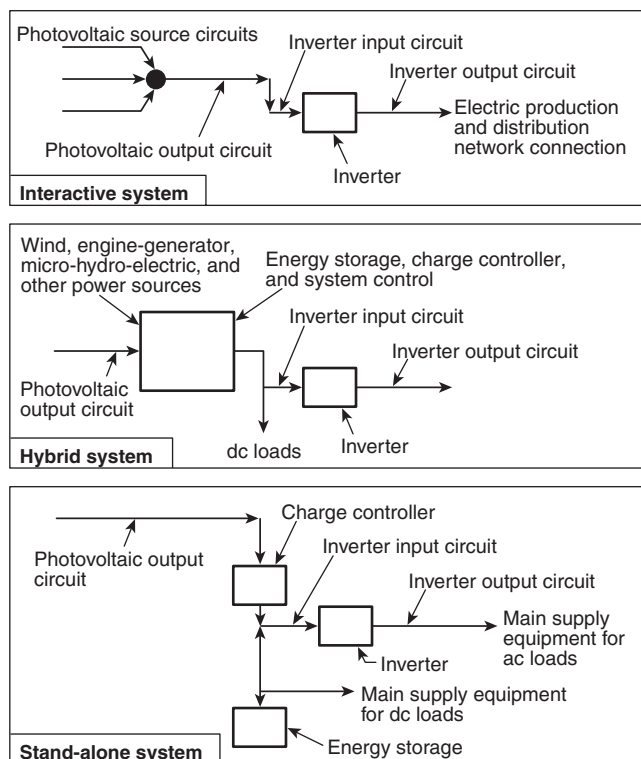 Photovoltaic source circuits
Inverter input circuit
Inverter output circuit
Photovoltaic output circuit
Electric production
and distribution
network connection
Inverter
Interactive system
Wind, engine-generator,
micro-hydro-electric, and
other power sources
Energy storage, charge controller,
and system control
Inverter input circuit
Inverter output circuit
Photovoltaic
output circuit
dc loads
Inverter
Hybrid system
Charge controller
Photovoltaic output
circuit
Inverter input circuit
Inverter output circuit
Main supply
equipment for
ac loads
Inverter
Main supply equipment
for dc loads
Energy storage
Stand-alone system